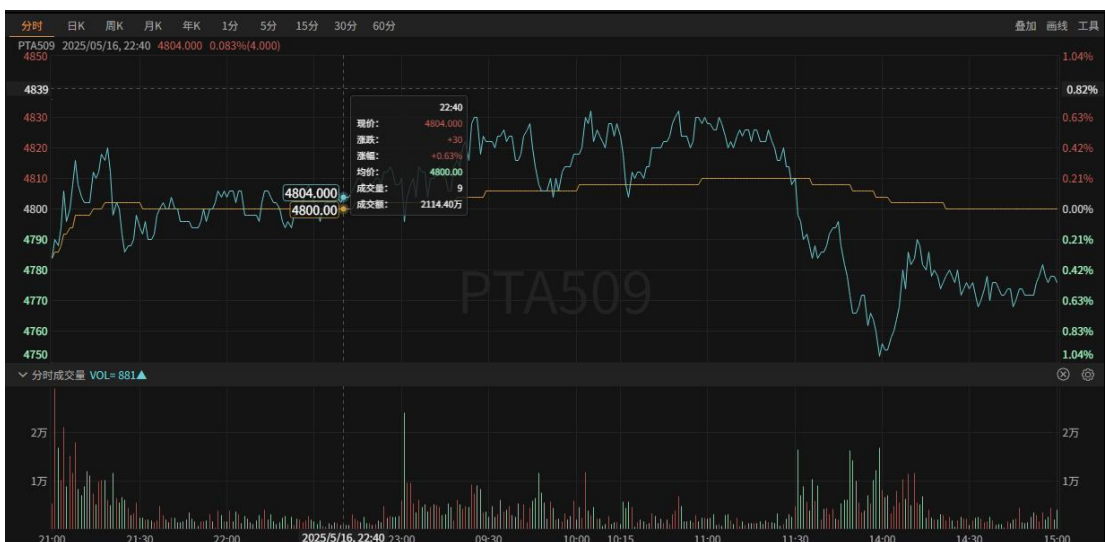 分时 日K 周K 月K 年K 1分 5分 15分 30分 60分 叠加 画线 工具
PTA509 2025/05/16, 22:40 4804.000 0.083%(4.000)
4850 1.04%
4839 0.82%
4830 0.63%
4820 0.42%
4810 0.21%
4800 0.00%
4790 0.21%
4780 0.42%
4770 0.63%
4760 0.83%
4750 1.04%
22:40
现价: 4804.000
涨跌: +30
涨幅: +0.63%
均价: 4800.00
成交量: 9
成交额: 2114.40万
4804.000
4800.00
PTA509
分时成交量 VOL= 881▲
2万 2万
1万 1万
21:00 21:30 22:00 2025/5/16, 22:40 23:00 09:30 10:00 10:15 11:00 11:30 14:00 14:30 15:00